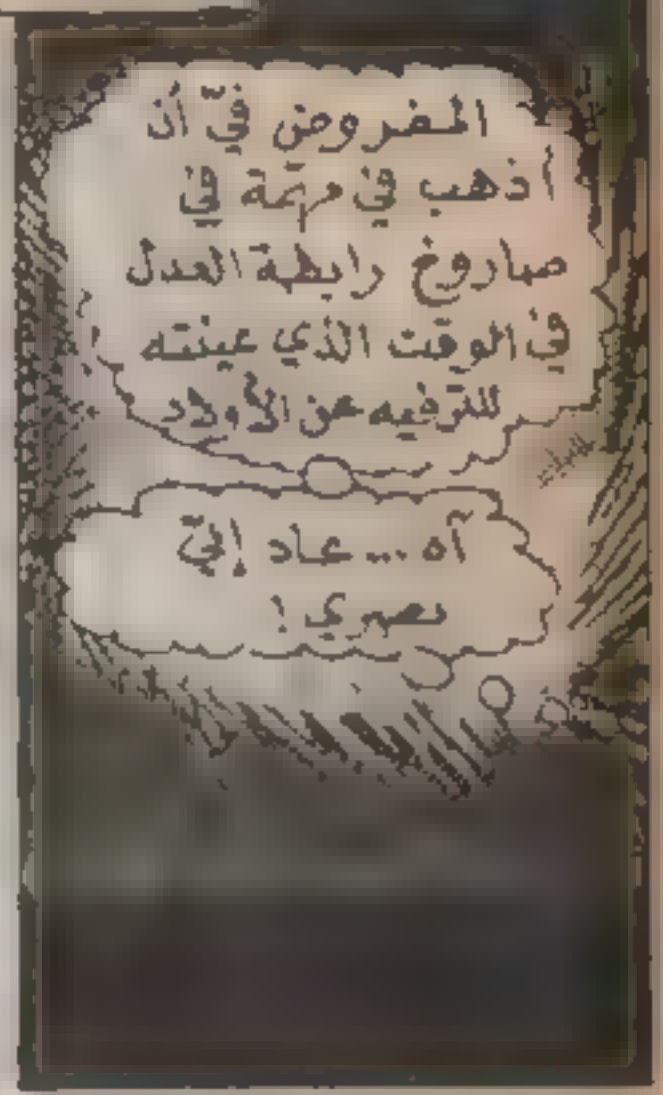 المفروض فيّ أن
أذهب في مهمّة في
صاروخ رابطة العدل
في الوقت الذي عينته
للترفيه عن الأولاد
آه ... عاد إليّ
بصري !